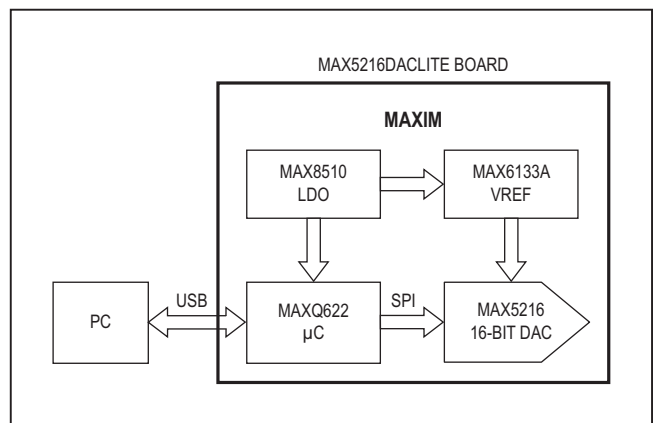 MAX5216DACLITE BOARD
MAXIM
MAX8510
LDO
MAX6133A
VREF
PC
USB
MAXQ622
µC
SPI
MAX5216
16-BIT DAC